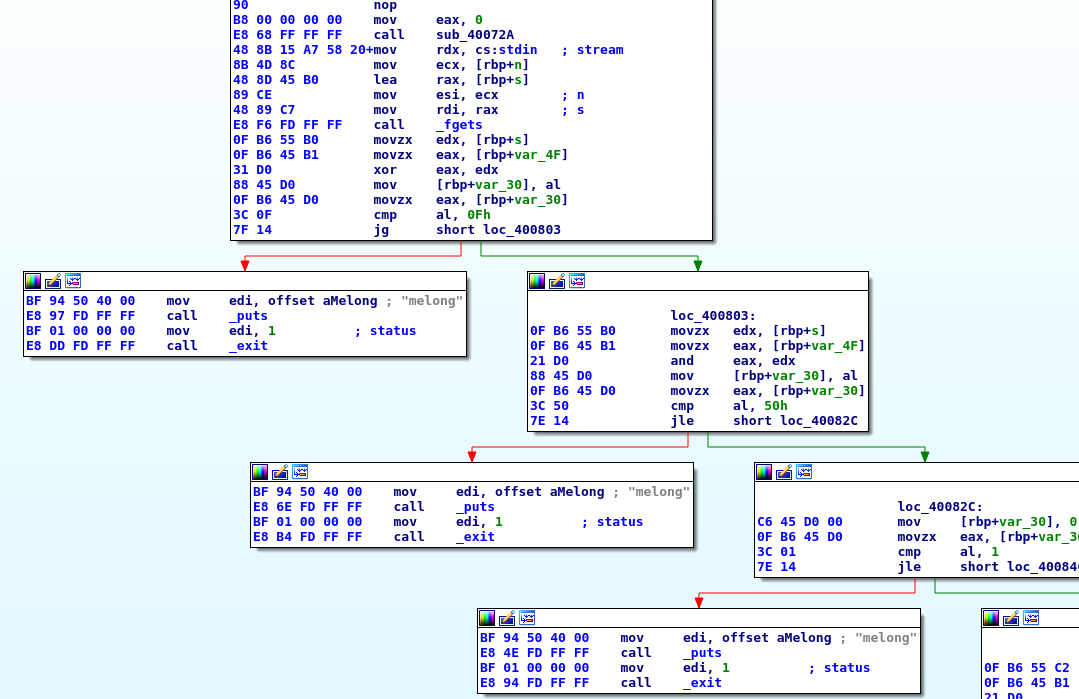 90 nop
B8 00 00 00 00 mov eax, 0
E8 68 FF FF FF call sub_40072A
48 8B 15 A7 58 20+mov rdx, cs:stdin ; stream
8B 4D 8C mov ecx, [rbp+n]
48 8D 45 B0 lea rax, [rbp+s]
89 CE mov esi, ecx ; n
48 89 C7 mov rdi, rax ; s
E8 F6 FD FF FF call _fgets
0F B6 55 B0 movzx edx, [rbp+s]
0F B6 45 B1 movzx eax, [rbp+var_4F]
31 D0 xor eax, edx
88 45 D0 mov [rbp+var_30], al
0F B6 45 D0 movzx eax, [rbp+var_30]
3C 0F cmp al, 0Fh
7F 14 jg short loc_400803
BF 94 50 40 00 mov edi, offset aMelong ; "melong"
E8 97 FD FF FF call _puts
BF 01 00 00 00 mov edi, 1 ; status
E8 DD FD FF FF call _exit
loc_400803:
0F B6 55 B0 movzx edx, [rbp+s]
0F B6 45 B1 movzx eax, [rbp+var_4F]
21 D0 and eax, edx
88 45 D0 mov [rbp+var_30], al
0F B6 45 D0 movzx eax, [rbp+var_30]
3C 50 cmp al, 50h
7E 14 jle short loc_40082C
BF 94 50 40 00 mov edi, offset aMelong ; "melong"
E8 6E FD FF FF call _puts
BF 01 00 00 00 mov edi, 1 ; status
E8 B4 FD FF FF call _exit
loc_40082C:
C6 45 D0 00 mov [rbp+var_30], 0
0F B6 45 D0 movzx eax, [rbp+var_30
3C 01 cmp al, 1
7E 14 jle short loc_40084
BF 94 50 40 00 mov edi, offset aMelong ; "melong"
E8 4E FD FF FF call _puts
BF 01 00 00 00 mov edi, 1 ; status
E8 94 FD FF FF call _exit
0F B6 55 C2
0F B6 45 B1
21 D0